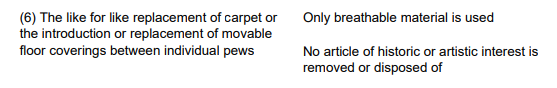 (6) The like for like replacement of carpet or
the introduction or replacement of movable
floor coverings between individual pews
Only breathable material is used
No article of historic or artistic interest is
removed or disposed of